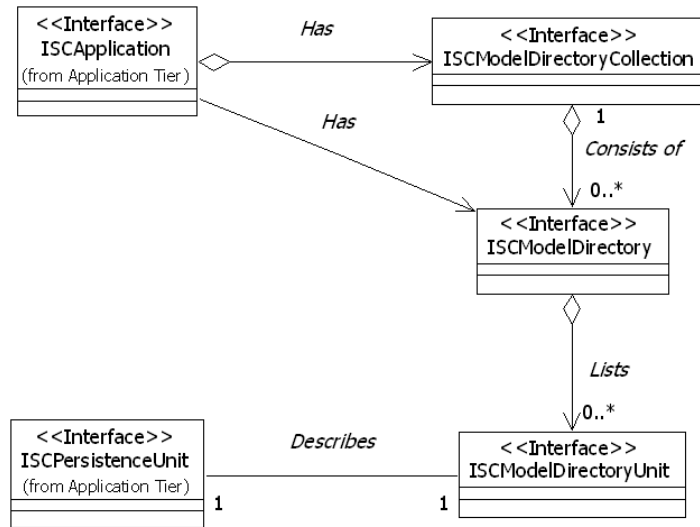 <<Interface>>
ISCApplication
(from Application Tier)
Has
<<Interface>>
ISCModelDirectoryCollection
Has
1
Consists of
0..*
<<Interface>>
ISCModelDirectory
Lists
0..*
<<Interface>>
ISCPersistenceUnit
(from Application Tier)
1
Describes
1
<<Interface>>
ISCModelDirectoryUnit